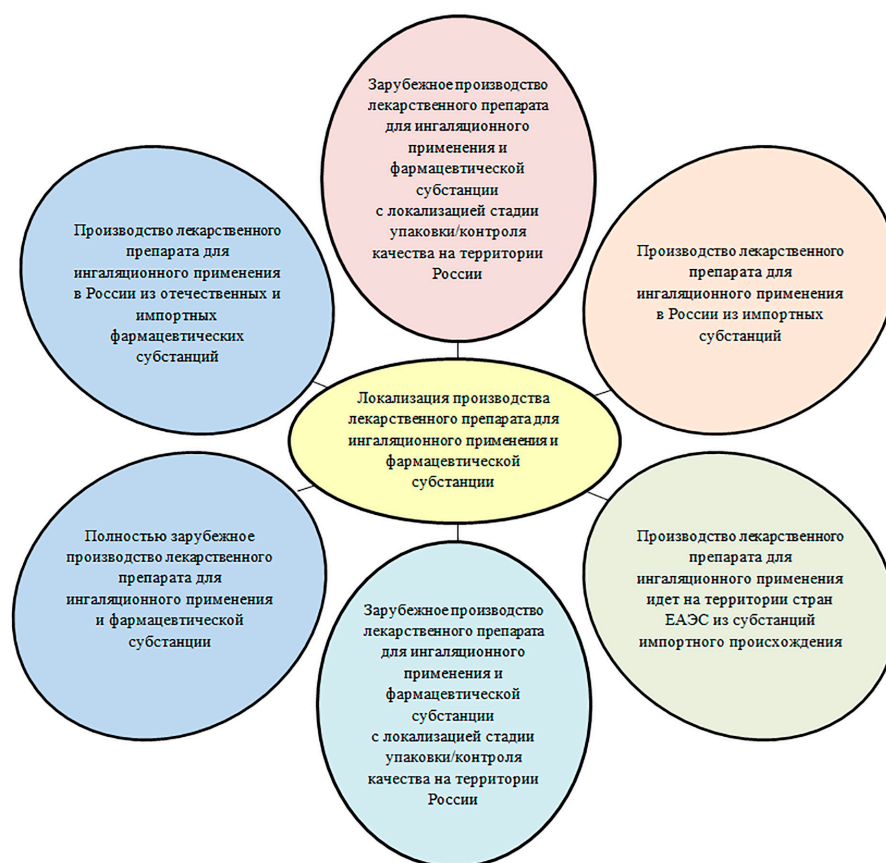 Зарубежное производство
лекарственного препарата
для ингаляционного
применения и
фармацевтической
субстанции
с локализацией стадии
упаковки/контроля
качества на территории
России
Производство лекарственного
препарата для
ингаляционного применения
в России из отечественных и
импортных
фармацевтических
субстанций
Производство лекарственного
препарата для
ингаляционного применения
в России из импортных
субстанций
Локализация производства
лекарственного препарата для
ингаляционного применения и
фармацевтической
субстанции
Полностью зарубежное
производство лекарственного
препарата для
ингаляционного применения
и фармацевтической
субстанции
Производство лекарственного
препарата для
ингаляционного применения
идет на территории стран
ЕАЭС из субстанций
импортного происхождения
Зарубежное производство
лекарственного препарата
для ингаляционного
применения и
фармацевтической
субстанции
с локализацией стадии
упаковки/контроля
качества на территории
России